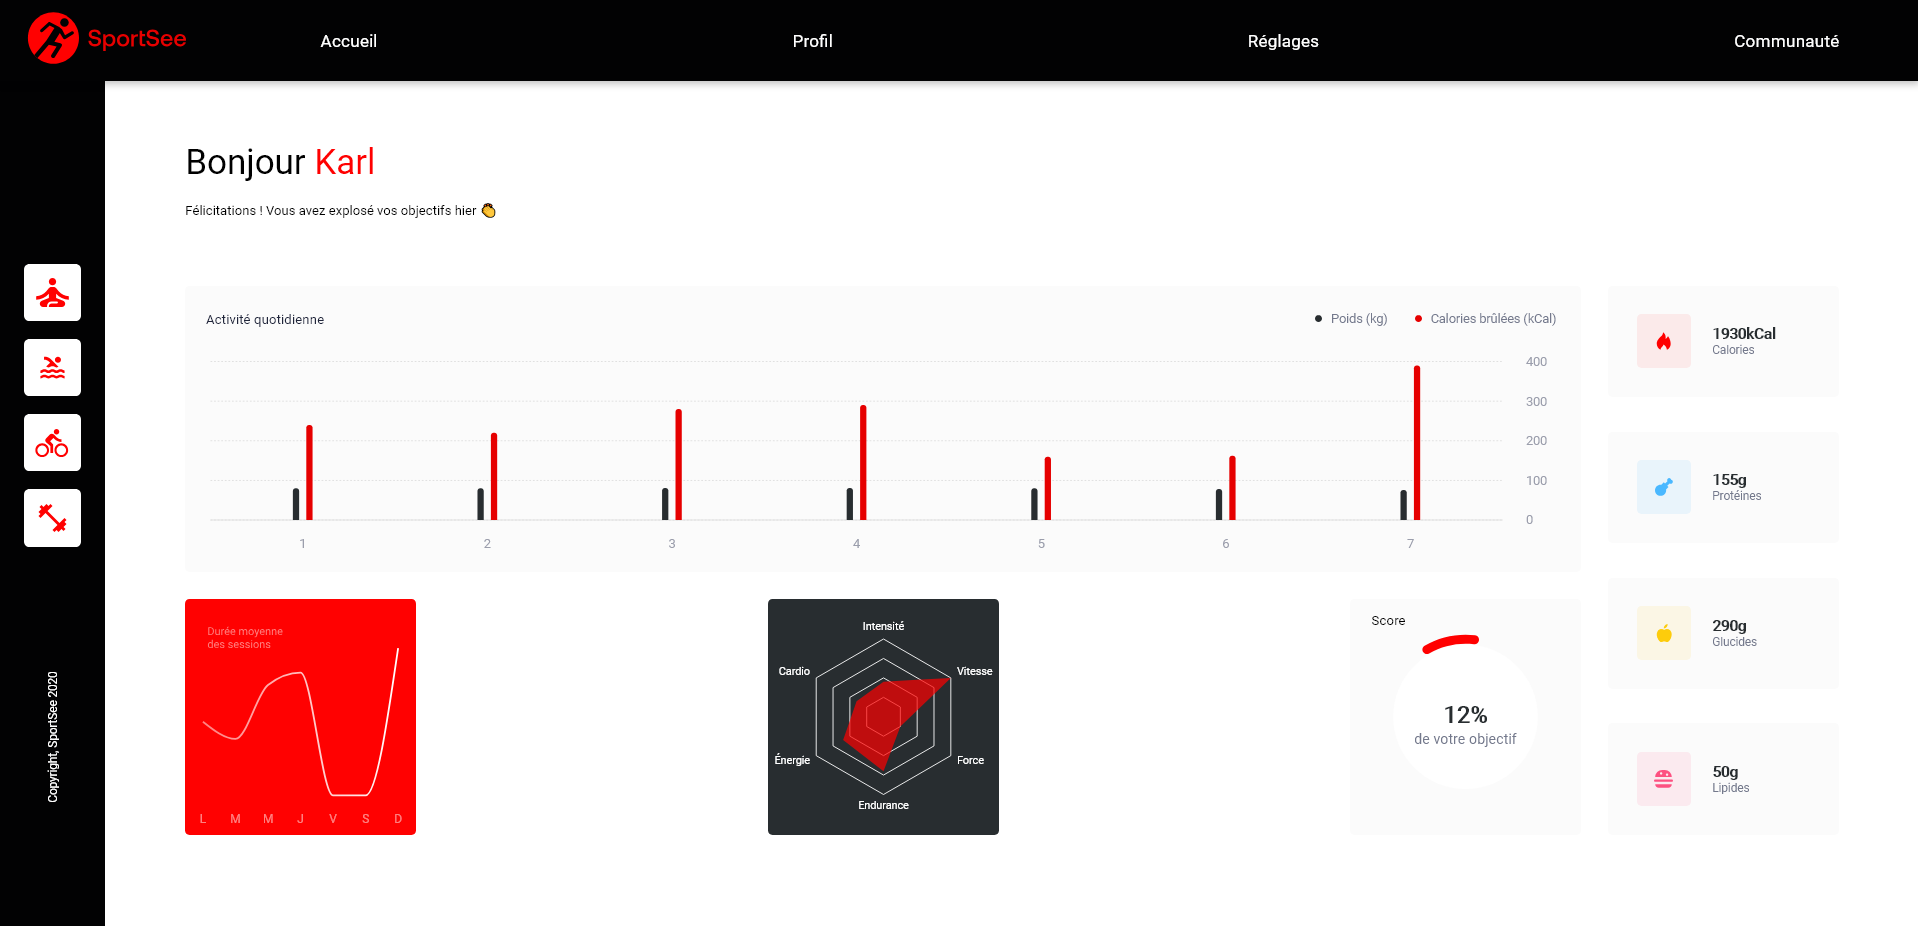 SportSee
Accueil
Profil
Réglages
Communauté
Bonjour Karl
Félicitations ! Vous avez explosé vos objectifs hier 👏
Activité quotidienne
Poids (kg)
Calories brûlées (kCal)
400
300
200
100
0
1
2
3
4
5
6
7
1930kCal
Calories
155g
Protéines
290g
Glucides
50g
Lipides
Durée moyenne
des sessions
L
M
M
J
V
S
D
Intensité
Vitesse
Force
Endurance
Énergie
Cardio
Score
12%
de votre objectif
Copyright, SportSee 2020